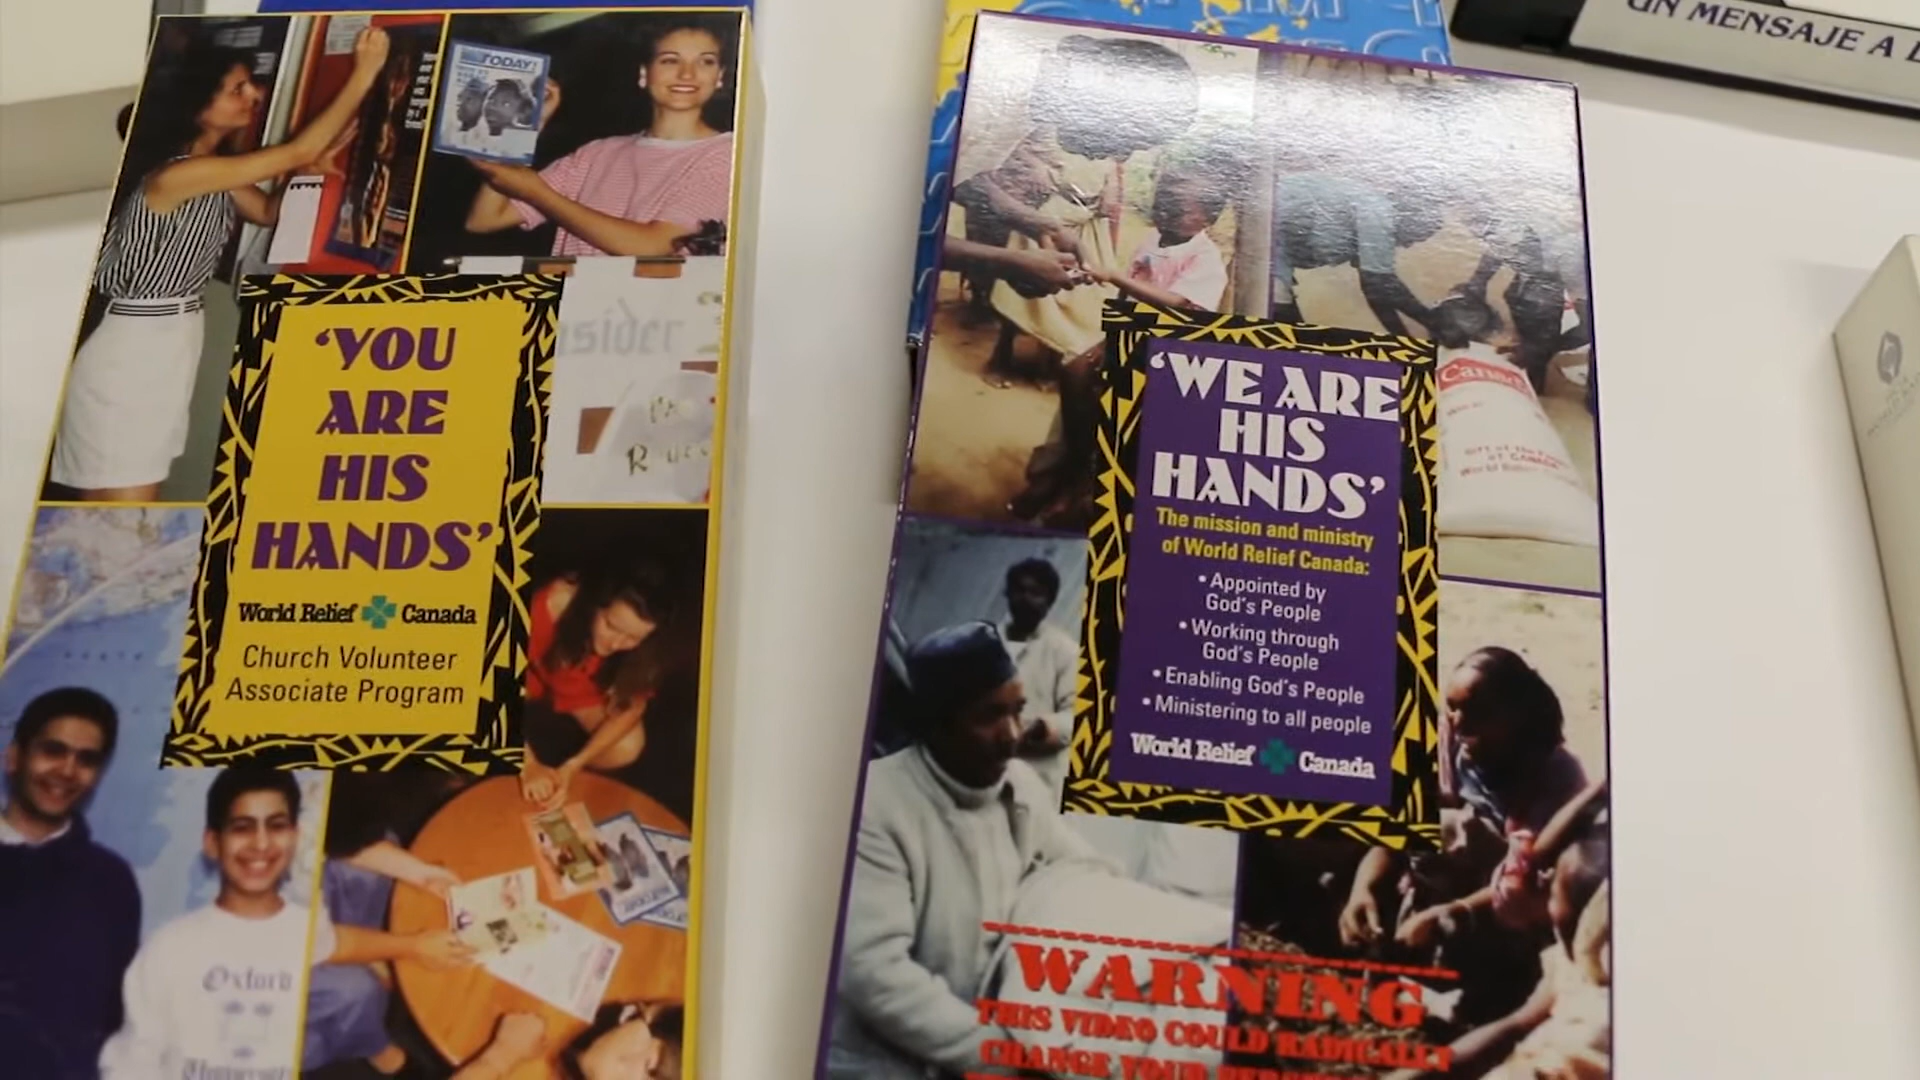 TODAY!
'YOU
ARE
HIS
HANDS'
World Relief Canada
Church Volunteer
Associate Program
Oxford
University
UN MENSAJE A
'WE ARE
HIS
HANDS'
The mission and ministry
of World Relief Canada:
• Appointed by
God's People
• Working through
God's People
• Enabling God's People
• Ministering to all people
World Relief Canada
WARNING
THIS VIDEO COULD RADICALLY
CHANGE YOUR